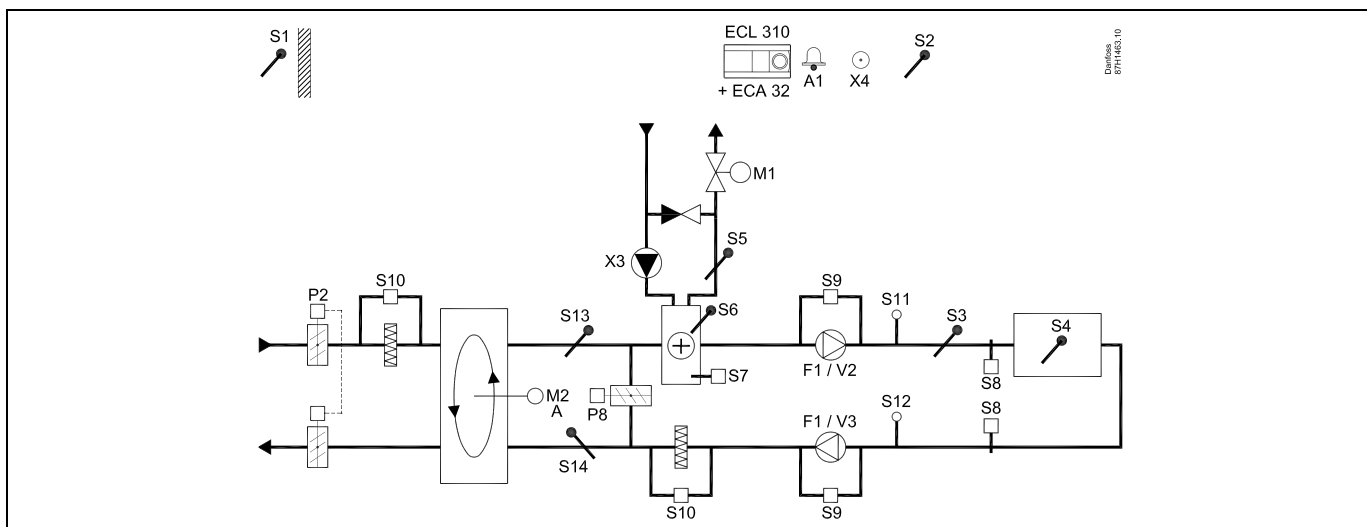 S1
ECL 310
+ ECA 32
A1
X4
S2
Danfoss
87H1463.10
M1
S5
X3
P2
S10
S13
S6
S9
S11
S3
S4
F1 / V2
S7
S8
M2
A
P8
S14
S10
F1 / V3
S9
S12
S8